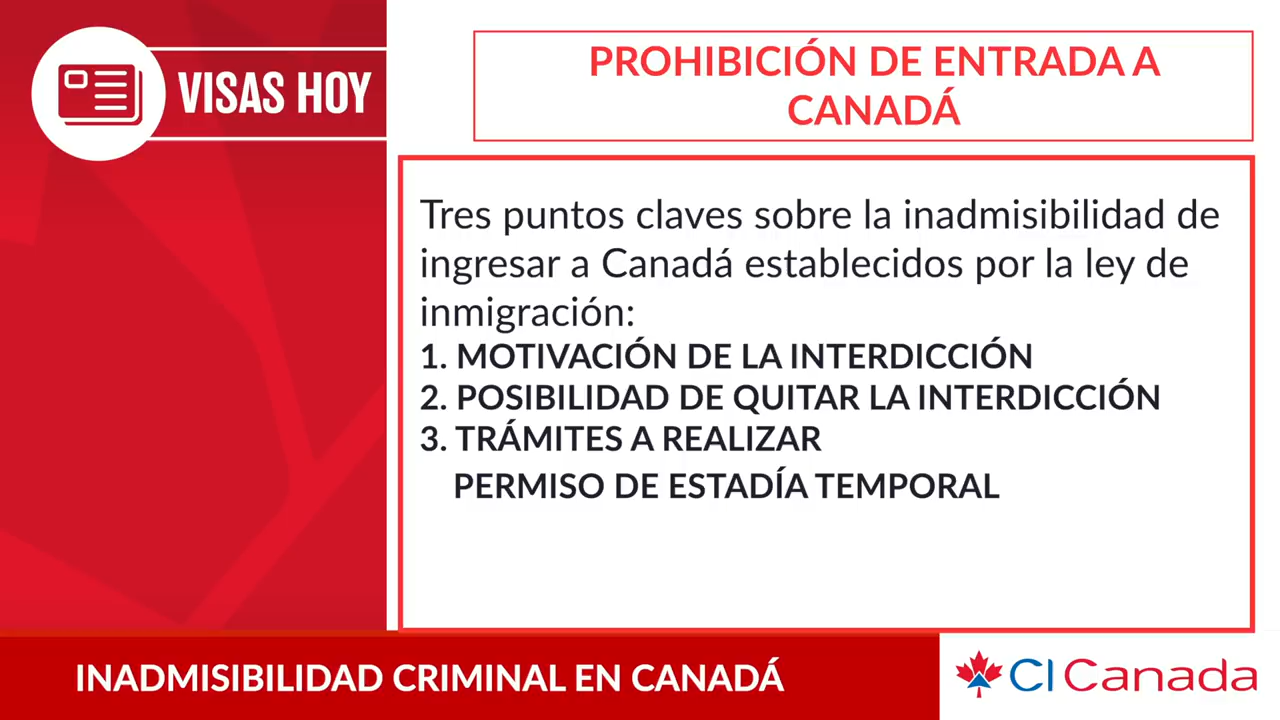 VISAS HOY
PROHIBICIÓN DE ENTRADA A
CANADÁ
Tres puntos claves sobre la inadmisibilidad de
ingresar a Canadá establecidos por la ley de
inmigración:
1. MOTIVACIÓN DE LA INTERDICCIÓN
2. POSIBILIDAD DE QUITAR LA INTERDICCIÓN
3. TRÁMITES A REALIZAR
PERMISO DE ESTADÍA TEMPORAL
INADMISIBILIDAD CRIMINAL EN CANADÁ
CI Canada